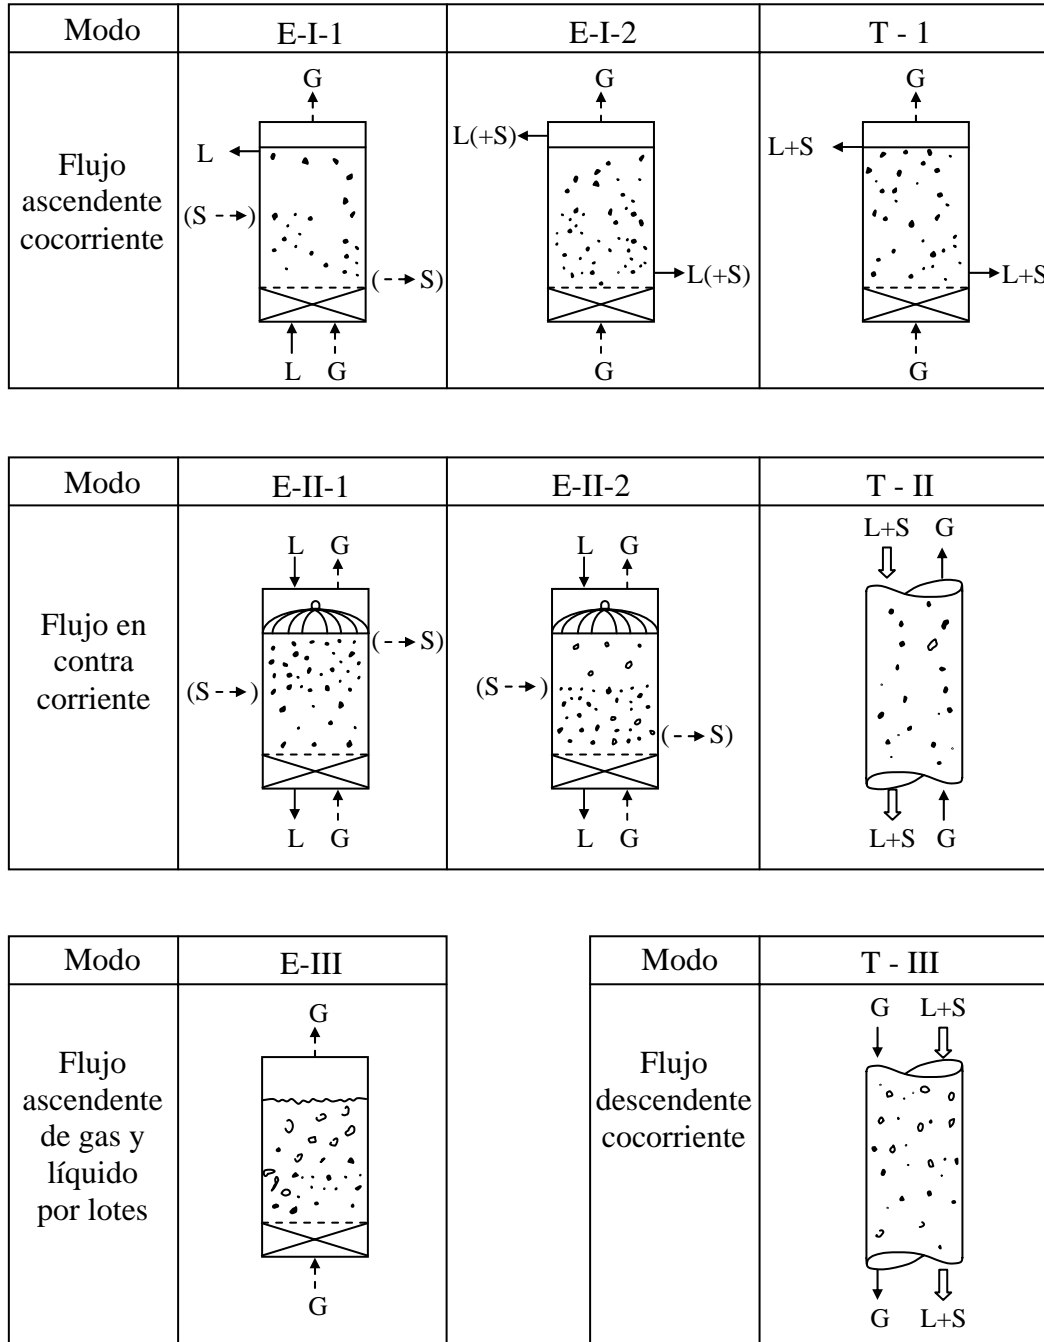 Modo E-I-1 E-I-2 T - 1
Flujo
ascendente
cocorriente
G
L
(S
)
(
S)
L G
G
L(+S)
L(+S)
G
G
L+S
L+S
G
Modo E-II-1 E-II-2 T - II
Flujo en
contra
corriente
L G
(
S)
(S
)
L G
L G
(S
)
(
S)
L G
L+S G
L+S G
Modo E-III
Flujo
ascendente
de gas y
líquido
por lotes
G
G
Modo T - III
Flujo
descendente
cocorriente
G L+S
G L+S